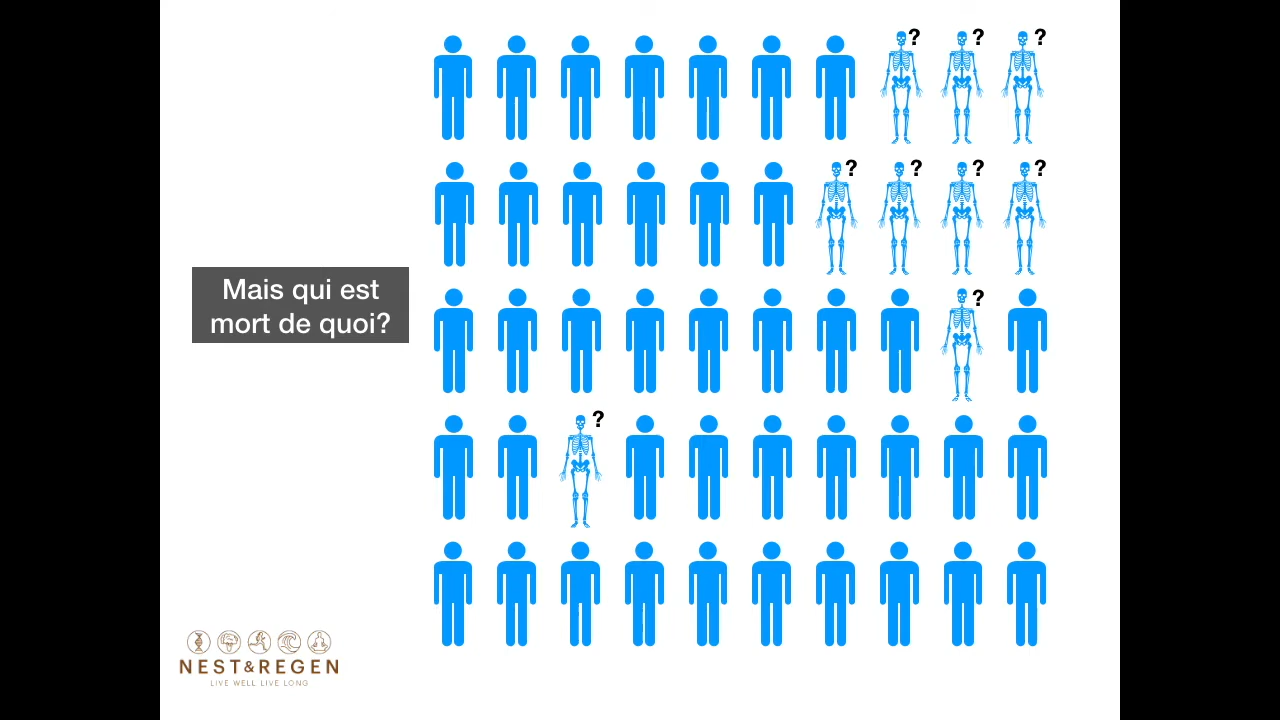 ? ? ?
? ? ? ?
Mais qui est
mort de quoi?
?
?
NEST&REGEN
LIVE WELL LIVE LONG